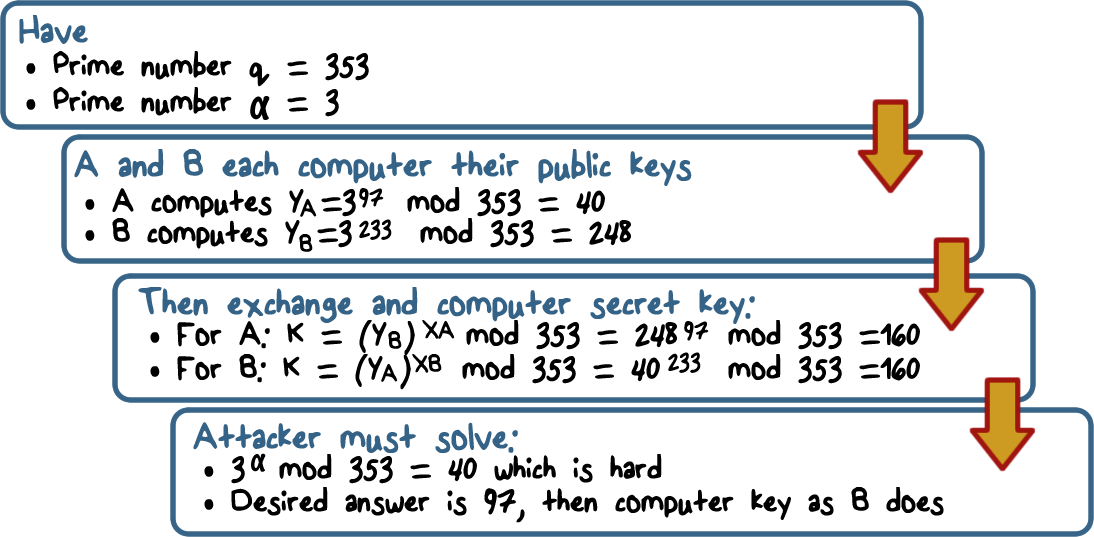 Have
• Prime number q = 353
• Prime number α = 3
A and B each computer their public keys
• A computes YA=3^97 mod 353 = 40
• B computes YB=3^233 mod 353 = 248
Then exchange and computer secret key:
• For A: K = (YB)^XA mod 353 = 248^97 mod 353 =160
• For B: K = (YA)^XB mod 353 = 40^233 mod 353 =160
Attacker must solve:
• 3^α mod 353 = 40 which is hard
• Desired answer is 97, then computer key as B does